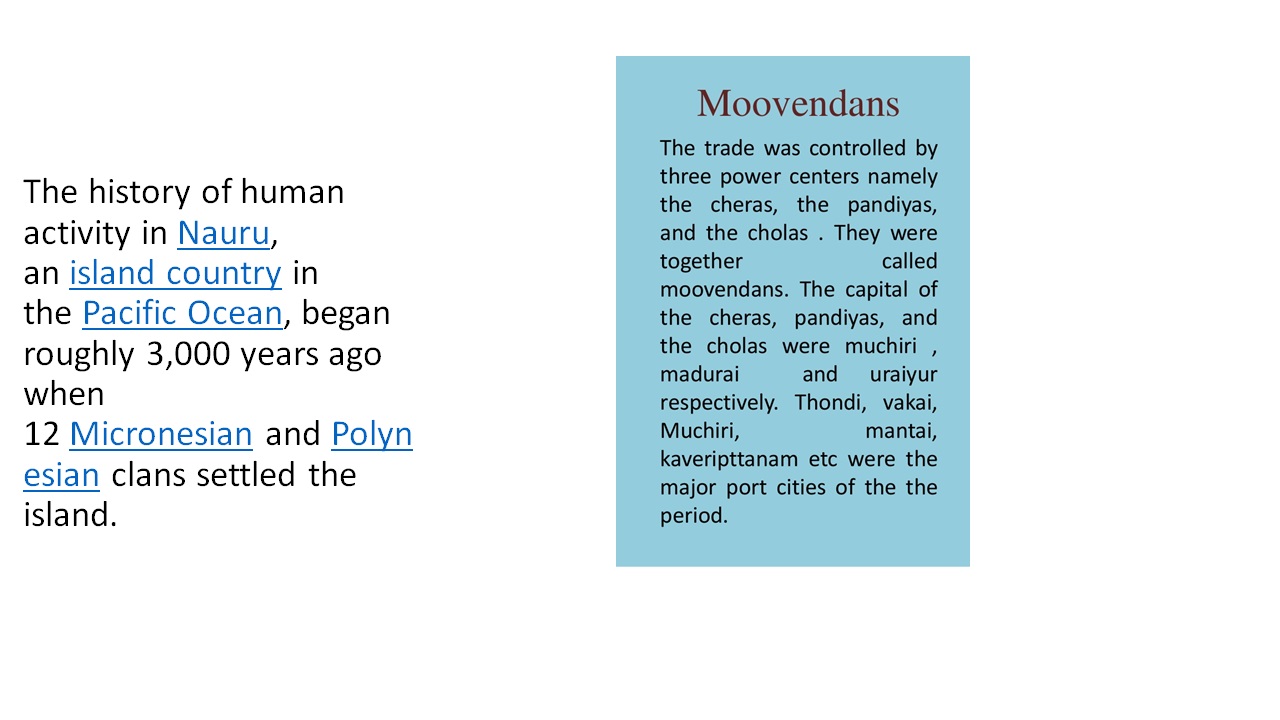 The history of human
activity in Nauru,
an island country in
the Pacific Ocean, began
roughly 3,000 years ago
when
12 Micronesian and Polyn
esian clans settled the
island.
Moovendans
The trade was controlled by
three power centers namely
the cheras, the pandiyas,
and the cholas . They were
together called
moovendans. The capital of
the cheras, pandiyas, and
the cholas were muchiri ,
madurai and uraiyur
respectively. Thondi, vakai,
Muchiri, mantai,
kaveripttanam etc were the
major port cities of the the
period.